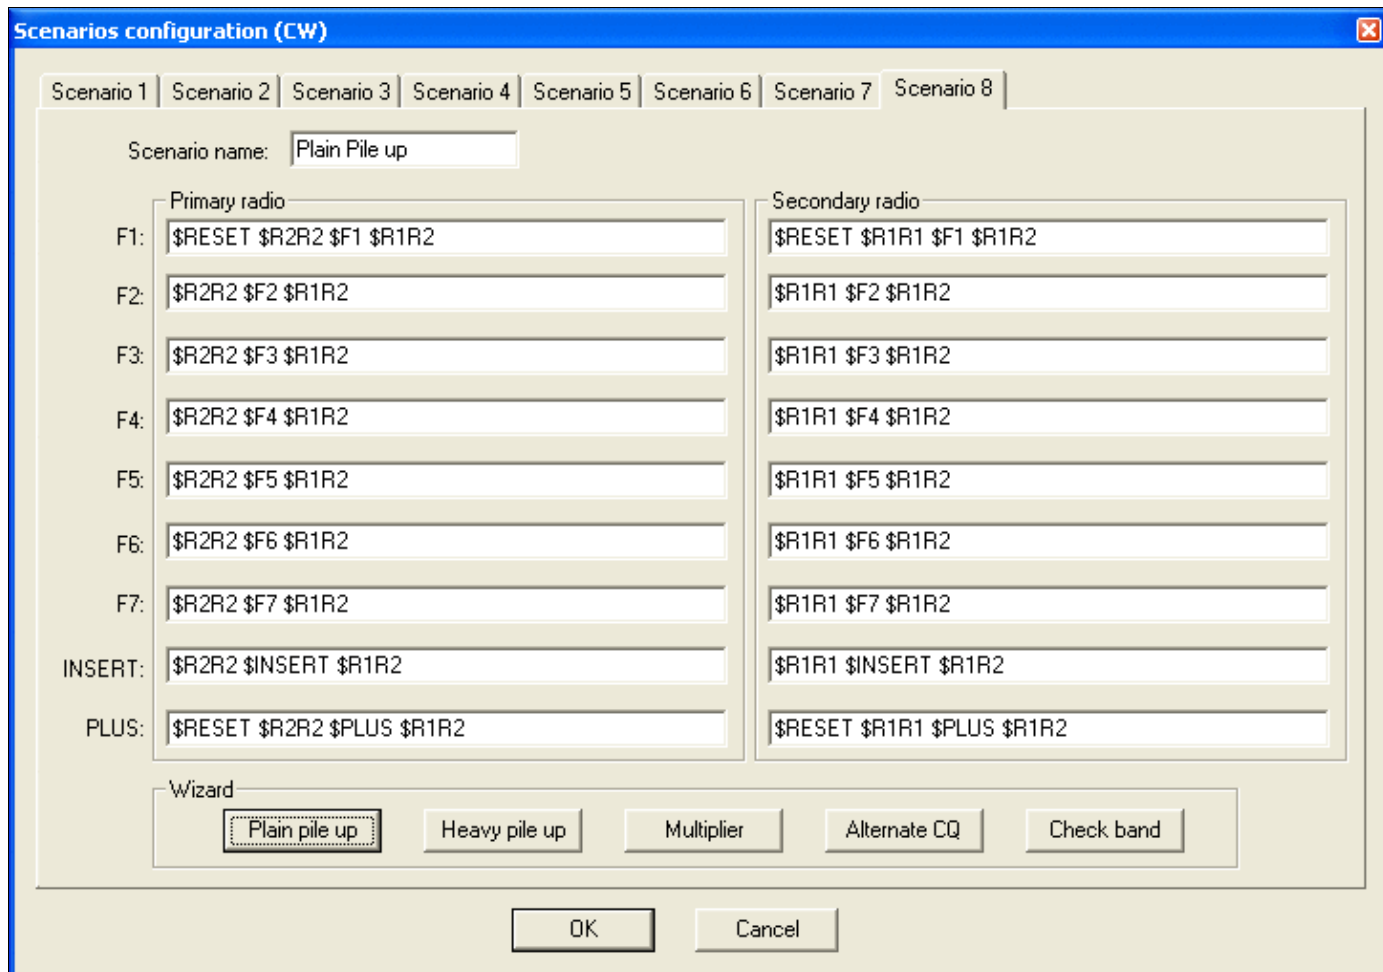 Scenarios configuration (CW)
Scenario 1 Scenario 2 Scenario 3 Scenario 4 Scenario 5 Scenario 6 Scenario 7 Scenario 8
Scenario name: Plain Pile up
Primary radio Secondary radio
F1: $RESET $R2R2 $F1 $R1R2 $RESET $R1R1 $F1 $R1R2
F2: $R2R2 $F2 $R1R2 $R1R1 $F2 $R1R2
F3: $R2R2 $F3 $R1R2 $R1R1 $F3 $R1R2
F4: $R2R2 $F4 $R1R2 $R1R1 $F4 $R1R2
F5: $R2R2 $F5 $R1R2 $R1R1 $F5 $R1R2
F6: $R2R2 $F6 $R1R2 $R1R1 $F6 $R1R2
F7: $R2R2 $F7 $R1R2 $R1R1 $F7 $R1R2
INSERT: $R2R2 $INSERT $R1R2 $R1R1 $INSERT $R1R2
PLUS: $RESET $R2R2 $PLUS $R1R2 $RESET $R1R1 $PLUS $R1R2
Wizard
Plain pile up Heavy pile up Multiplier Alternate CQ Check band
OK Cancel